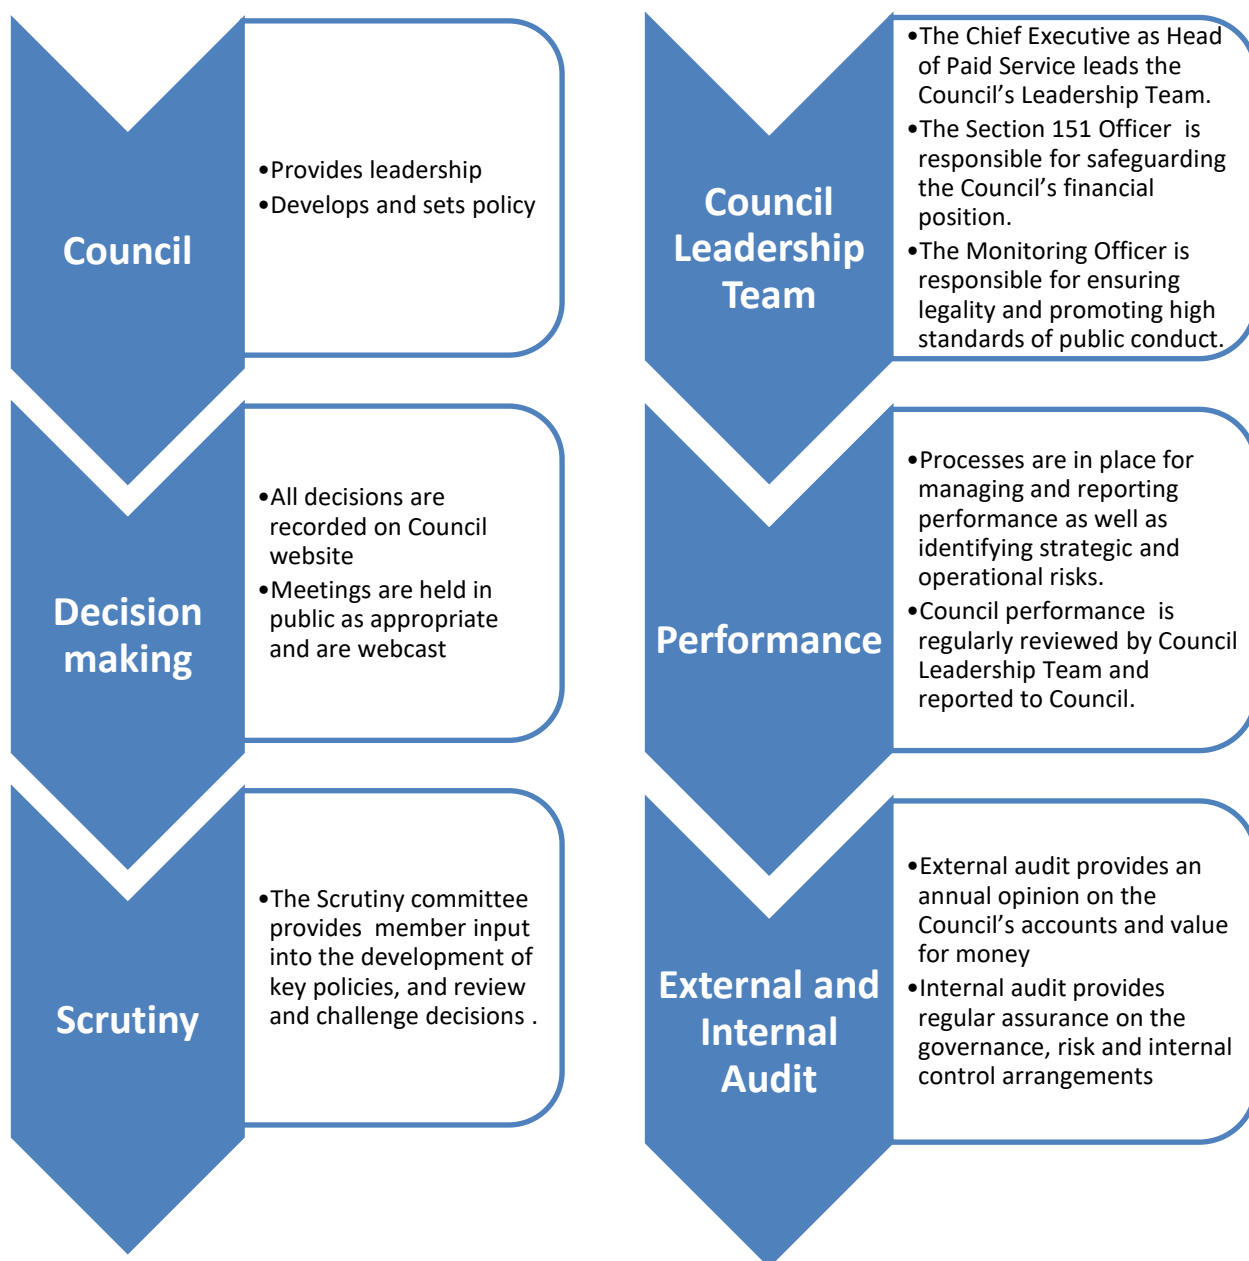 Council
•Provides leadership
•Develops and sets policy
Decision
making
•All decisions are
recorded on Council
website
•Meetings are held in
public as appropriate
and are webcast
Scrutiny
•The Scrutiny committee
provides  member input
into the development of
key policies, and review
and challenge decisions .
Council
Leadership
Team
•The Chief Executive as Head
of Paid Service leads the
Council’s Leadership Team.
•The Section 151 Officer  is
responsible for safeguarding
the Council’s financial
position.
•The Monitoring Officer is
responsible for ensuring
legality and promoting high
standards of public conduct.
Performance
•Processes are in place for
managing and reporting
performance as well as
identifying strategic and
operational risks.
•Council performance  is
regularly reviewed by Council
Leadership Team and
reported to Council.
External and
Internal
Audit
•External audit provides an
annual opinion on the
Council’s accounts and value
for money
•Internal audit provides
regular assurance on the
governance, risk and internal
control arrangements